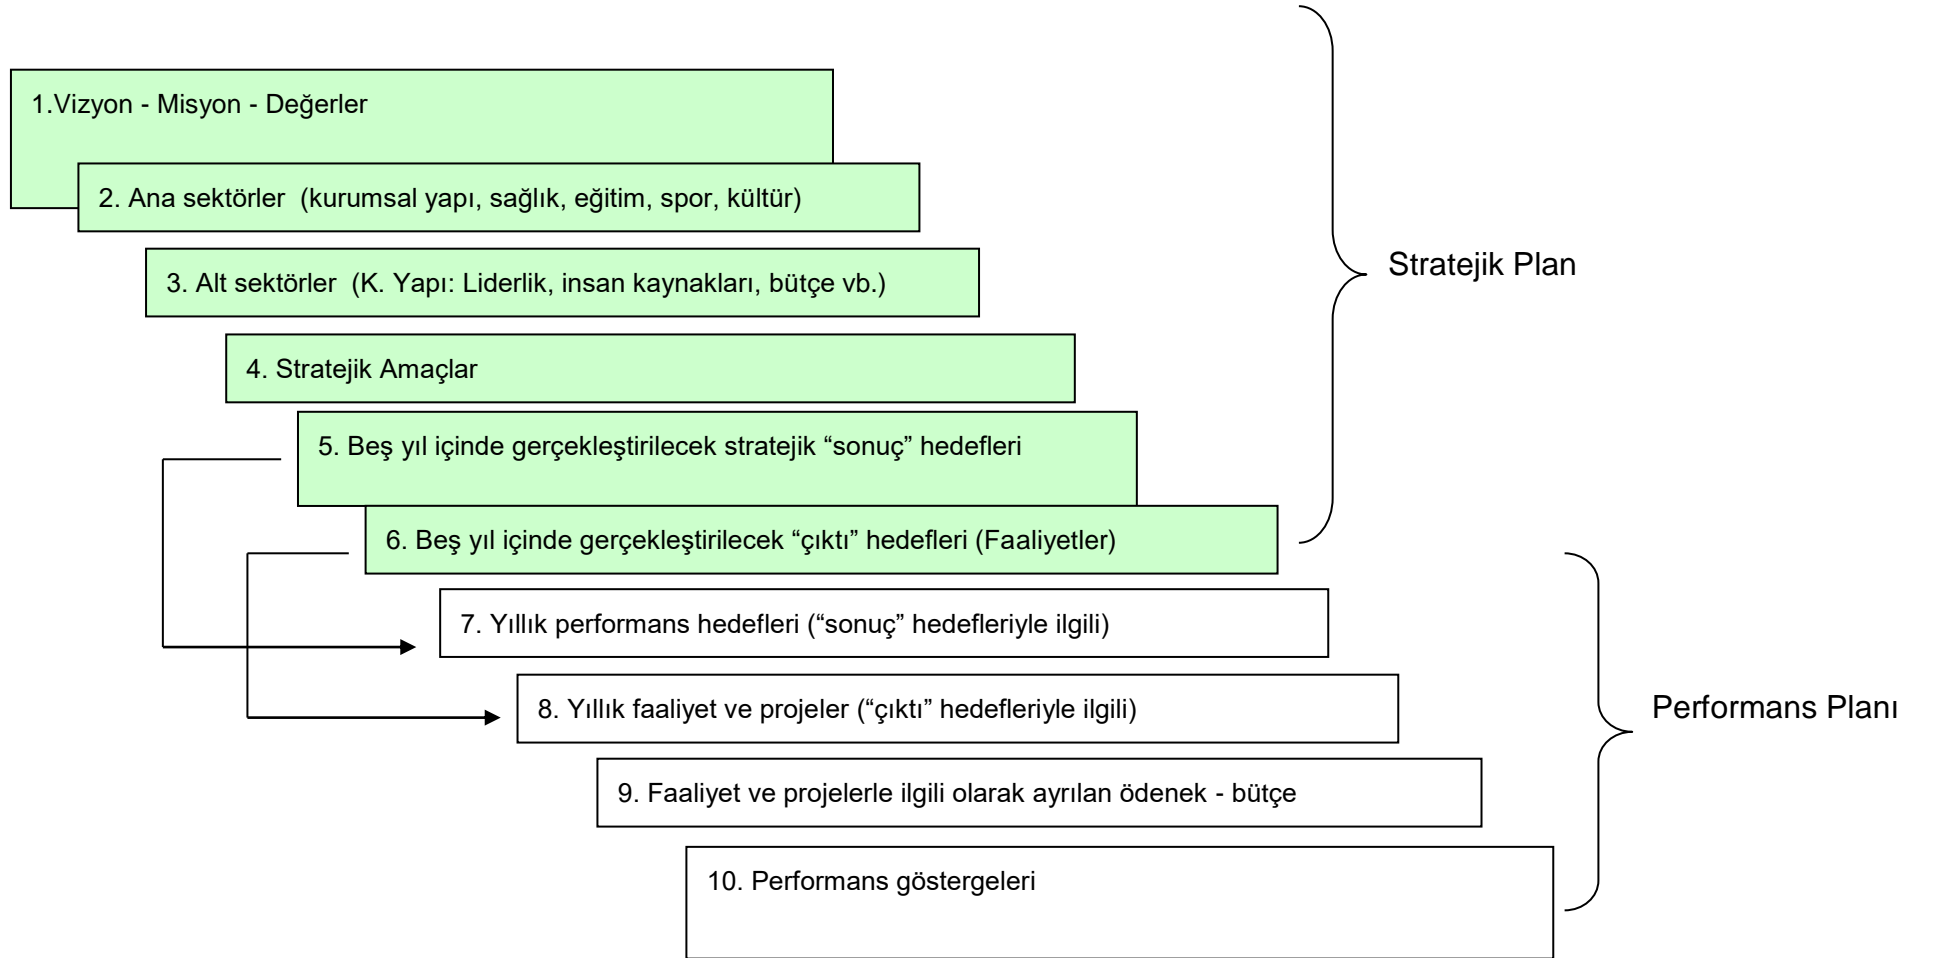 1.Vizyon - Misyon - Değerler
2. Ana sektörler  (kurumsal yapı, sağlık, eğitim, spor, kültür)
3. Alt sektörler  (K. Yapı: Liderlik, insan kaynakları, bütçe vb.)
Stratejik Plan
4. Stratejik Amaçlar
5. Beş yıl içinde gerçekleştirilecek stratejik “sonuç” hedefleri
6. Beş yıl içinde gerçekleştirilecek “çıktı” hedefleri (Faaliyetler)
7. Yıllık performans hedefleri (“sonuç” hedefleriyle ilgili)
8. Yıllık faaliyet ve projeler (“çıktı” hedefleriyle ilgili)
Performans Planı
9. Faaliyet ve projelerle ilgili olarak ayrılan ödenek - bütçe
10. Performans göstergeleri